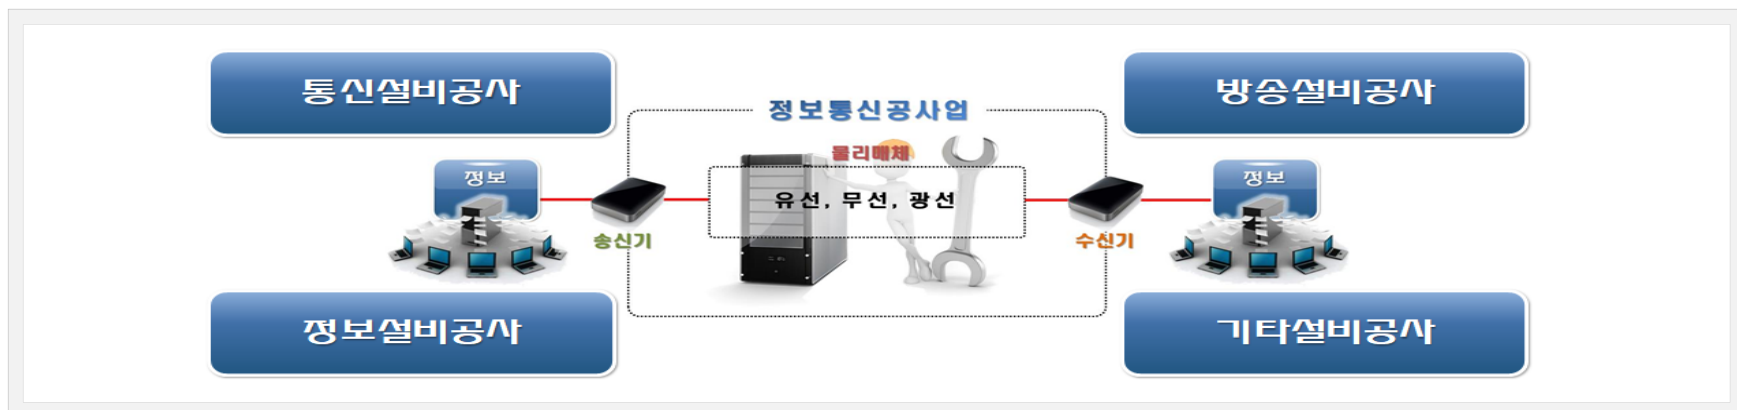 통신설비공사
방송설비공사
정보통신공사업
물리매체
정보
정보
유선, 무선, 광선
송신기
수신기
정보설비공사
기타설비공사